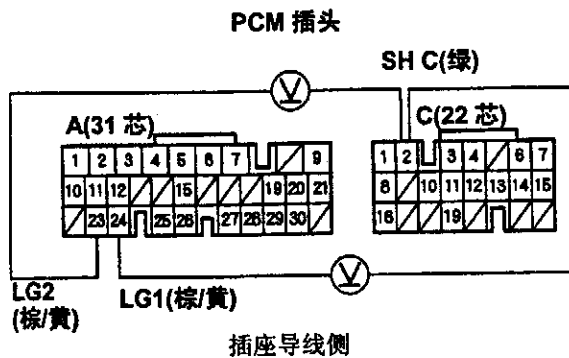 PCM 插头
SH C(绿)
V
A(31 芯)
C(22 芯)
1 2 3 4 5 6 7 9
10 11 12 15 19 20 21
23 24 25 26 27 28 29 30
1 2 3 4 6 7
8 10 11 12 13 14 15
16 19
V
LG2
(棕/黄)
LG1(棕/黄)
插座导线侧